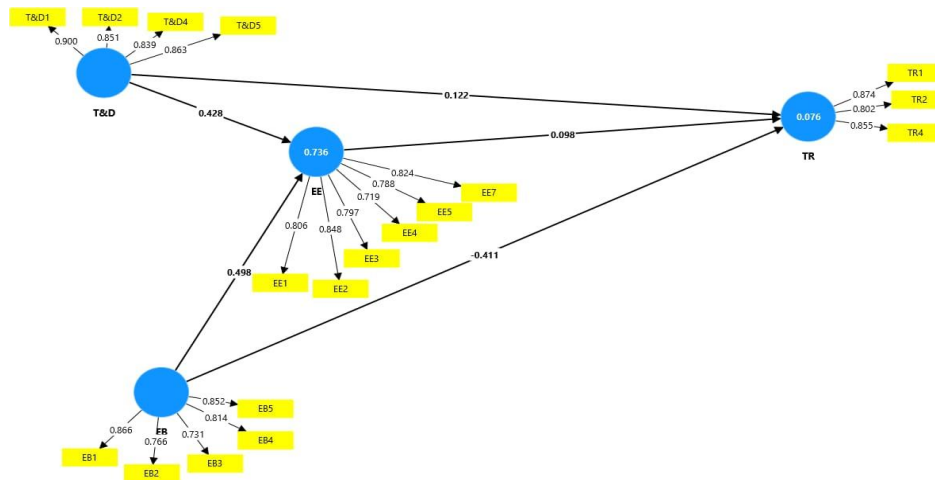 T&D1
T&D2
T&D4
T&D5
0.900
0.851
0.839
0.863
T&D
0.122
0.428
TR1
TR2
TR4
0.874
0.802
0.855
0.076
TR
0.098
0.736
EE
0.824
0.788
0.719
0.797
0.848
0.806
EE7
EE5
EE4
EE3
EE2
EE1
0.498
-0.411
EB
0.852
0.814
0.731
0.766
0.866
EB5
EB4
EB3
EB2
EB1